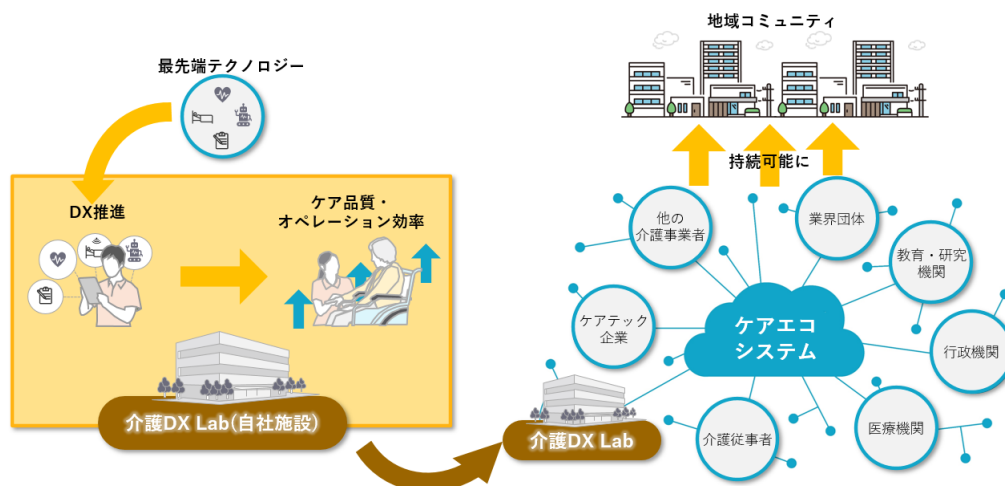 最先端テクノロジー
DX推進
ケア品質・
オペレーション効率
介護DX Lab(自社施設)
地域コミュニティ
持続可能に
他の
介護事業者
業界団体
教育・研究
機関
ケアテック
企業
ケアエコ
システム
行政機関
介護DX Lab
介護従事者
医療機関